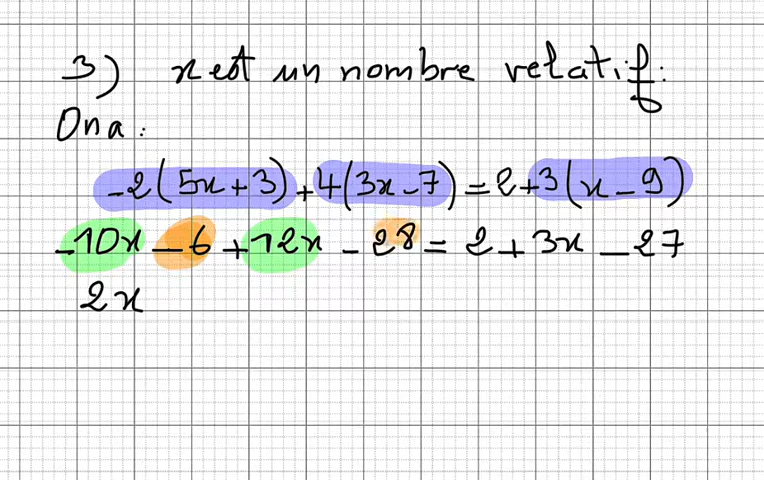 3) x est un nombre relatif:
On a:
-2(5x+3)+4(3x-7)=2+3(x-9)
-10x-6+12x-28=2+3x-27
2x